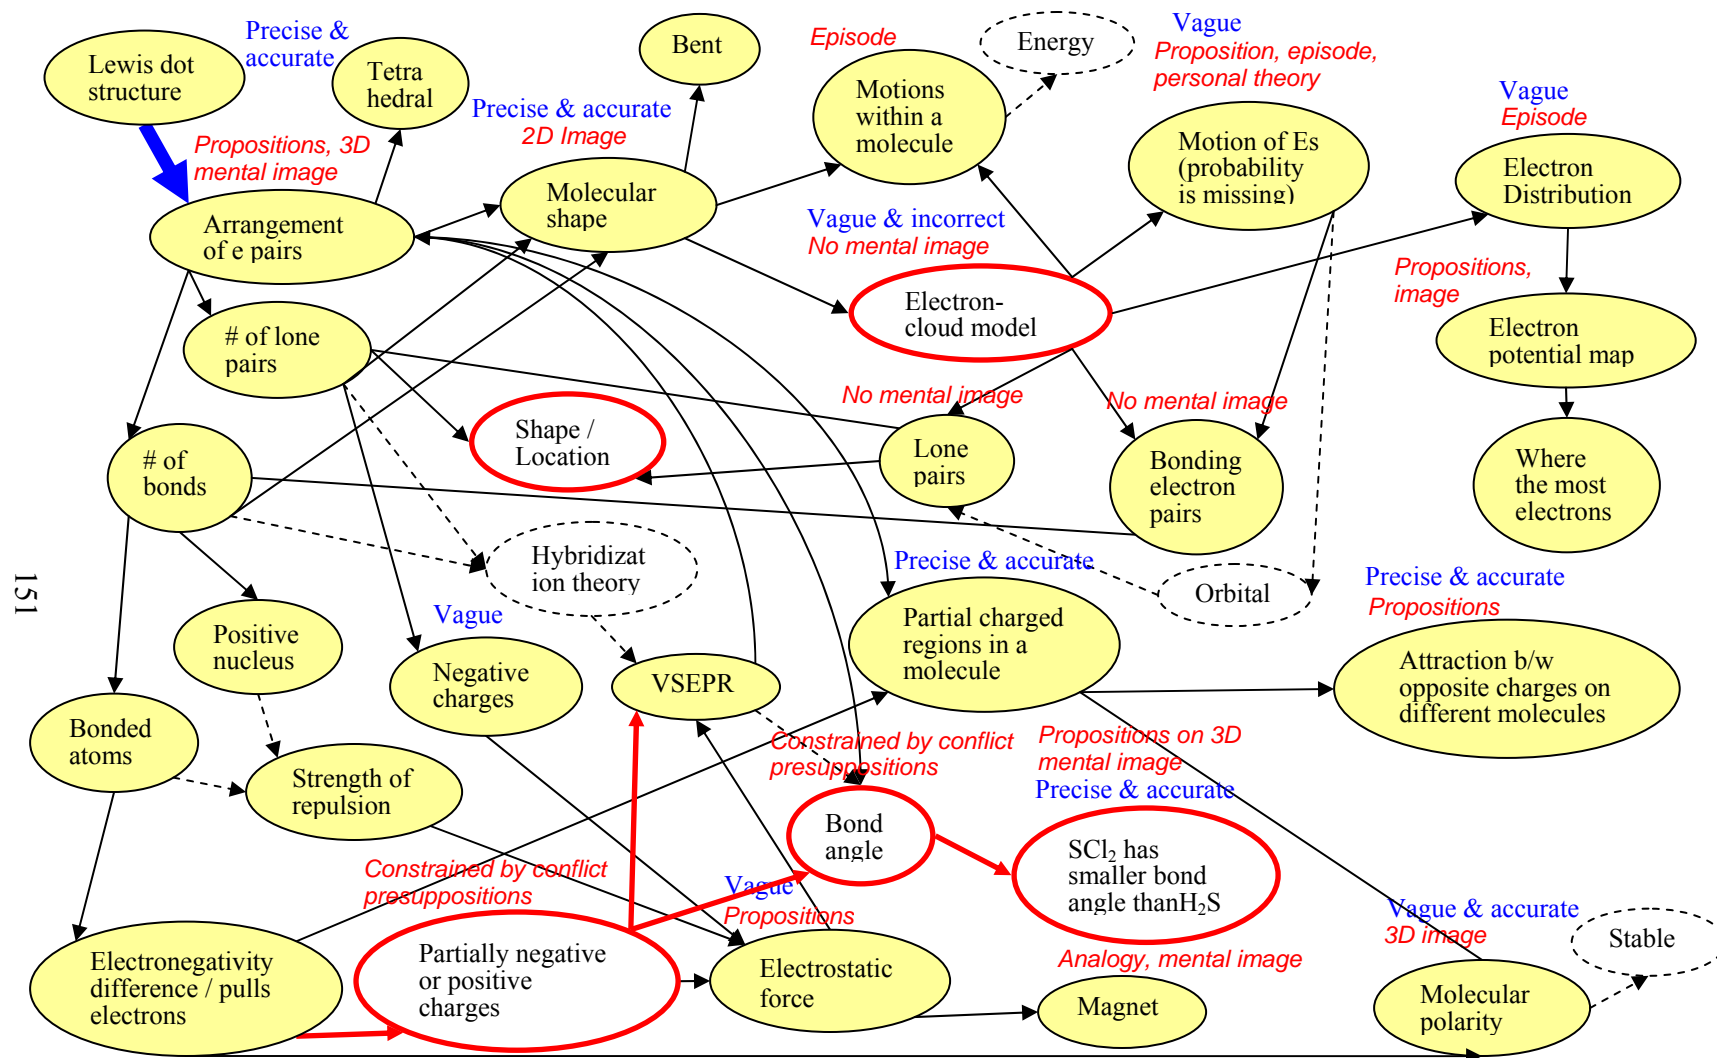 Lewis dot
structure
Precise &
accurate
Tetra
hedral
Propositions, 3D
mental image
Arrangement
of e pairs
Precise & accurate
2D Image
Molecular
shape
Bent
Episode
Motions
within a
molecule
Energy
Vague
Proposition, episode,
personal theory
Motion of Es
(probability
is missing)
Vague
Episode
Electron
Distribution
Vague & incorrect
No mental image
Electron-
cloud model
Propositions,
image
Electron
potential map
# of lone
pairs
No mental image
Shape /
Location
Lone
pairs
No mental image
Bonding
electron
pairs
Where
the most
electrons
# of
bonds
Hybridizat
ion theory
Precise & accurate
Orbital
Precise & accurate
Propositions
151
Positive
nucleus
Vague
Negative
charges
VSEPR
Partial charged
regions in a
molecule
Attraction b/w
opposite charges on
different molecules
Bonded
atoms
Strength of
repulsion
Constrained by conflict
presuppositions
Propositions on 3D
mental image
Precise & accurate
Bond
angle
SCl₂ has
smaller bond
angle thanH₂S
Constrained by conflict
presuppositions
Vague
Propositions
Vague & accurate
3D image
Stable
Electronegativity
difference / pulls
electrons
Partially negative
or positive
charges
Electrostatic
force
Analogy, mental image
Magnet
Molecular
polarity